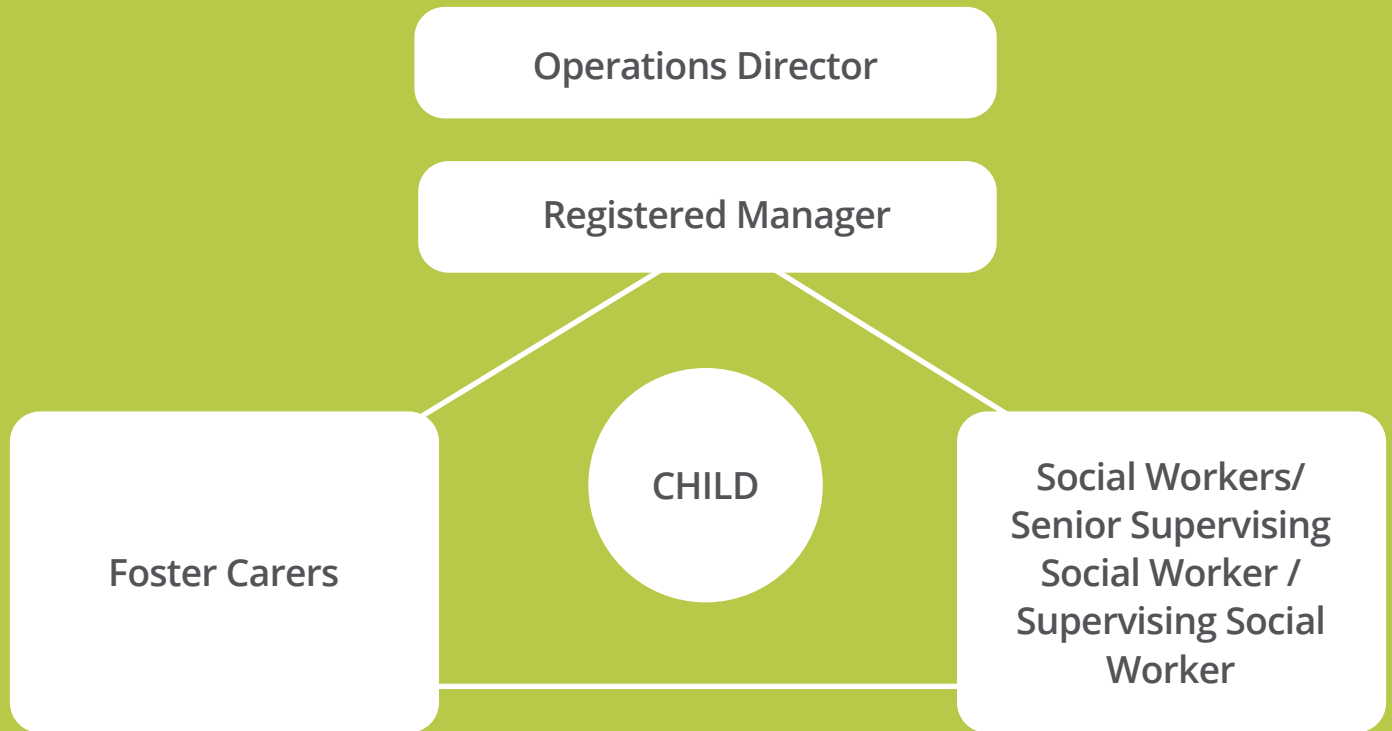 Operations Director
Registered Manager
CHILD
Foster Carers
Social Workers/
Senior Supervising
Social Worker /
Supervising Social
Worker